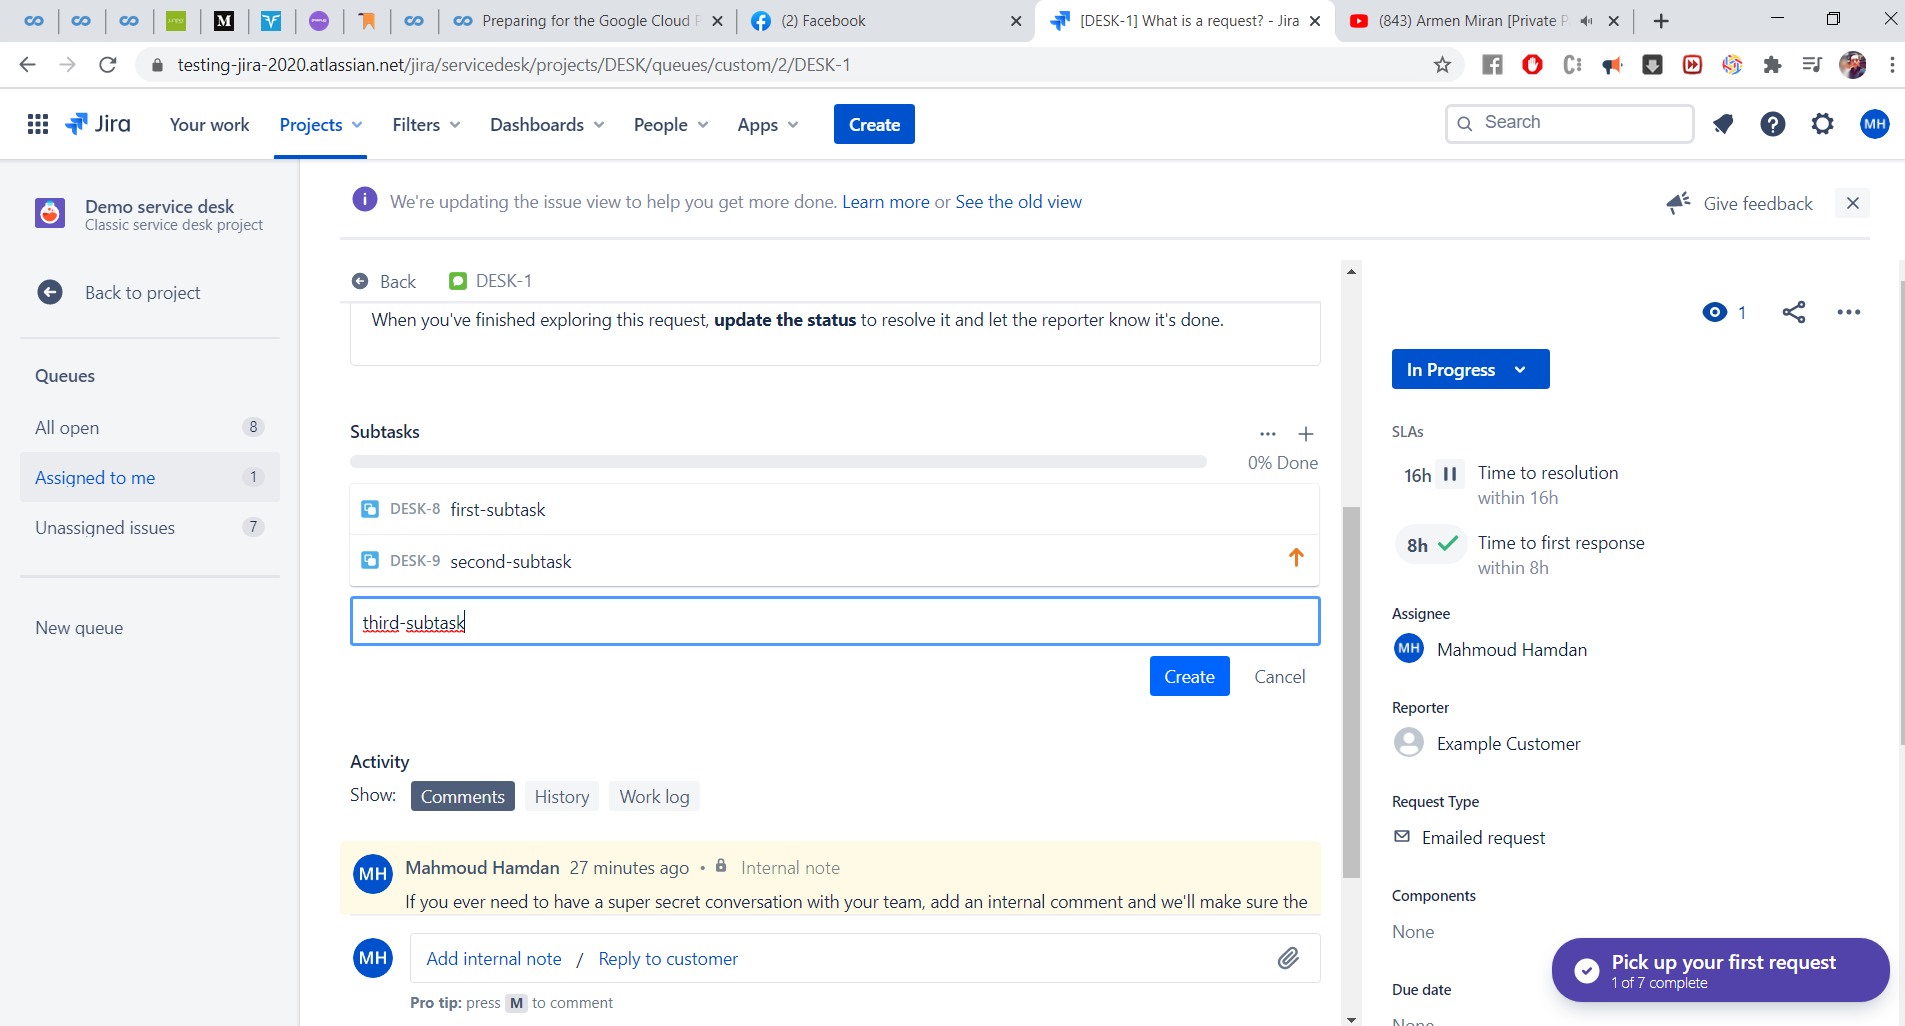 Preparing for the Google Cloud P
(2) Facebook
[DESK-1] What is a request? - Jira
(843) Armen Miran [Private P
testing-jira-2020.atlassian.net/jira/servicedesk/projects/DESK/queues/custom/2/DESK-1
Jira
Your work
Projects
Filters
Dashboards
People
Apps
Create
Search
MH
Demo service desk
Classic service desk project
Back to project
Queues
All open 8
Assigned to me 1
Unassigned issues 7
New queue
We're updating the issue view to help you get more done. Learn more or See the old view
Give feedback
Back
DESK-1
When you've finished exploring this request, update the status to resolve it and let the reporter know it's done.
Subtasks
0% Done
DESK-8 first-subtask
DESK-9 second-subtask
third-subtask
Create
Cancel
Activity
Show: Comments History Work log
MH
Mahmoud Hamdan 27 minutes ago • Internal note
If you ever need to have a super secret conversation with your team, add an internal comment and we'll make sure the
MH
Add internal note / Reply to customer
Pro tip: press M to comment
1
In Progress
SLAs
16h Time to resolution
within 16h
8h Time to first response
within 8h
Assignee
MH Mahmoud Hamdan
Reporter
Example Customer
Request Type
Emailed request
Components
None
Due date
None
Pick up your first request
1 of 7 complete